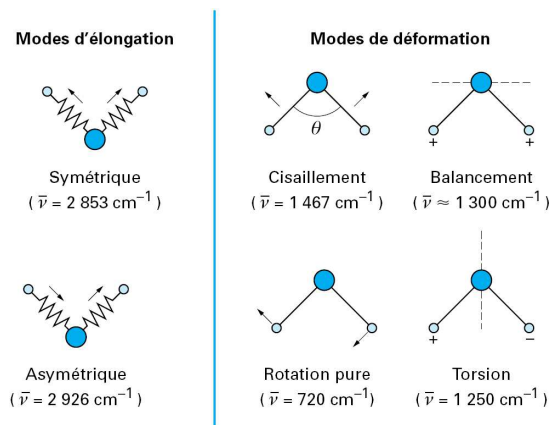 Modes d'élongation
Symétrique
( ν̅ = 2 853 cm⁻¹ )
Asymétrique
( ν̅ = 2 926 cm⁻¹ )
Modes de déformation
θ
Cisaillement
( ν̅ = 1 467 cm⁻¹ )
+ +
Balancement
( ν̅ ≈ 1 300 cm⁻¹ )
Rotation pure
( ν̅ = 720 cm⁻¹ )
+ −
Torsion
( ν̅ = 1 250 cm⁻¹ )